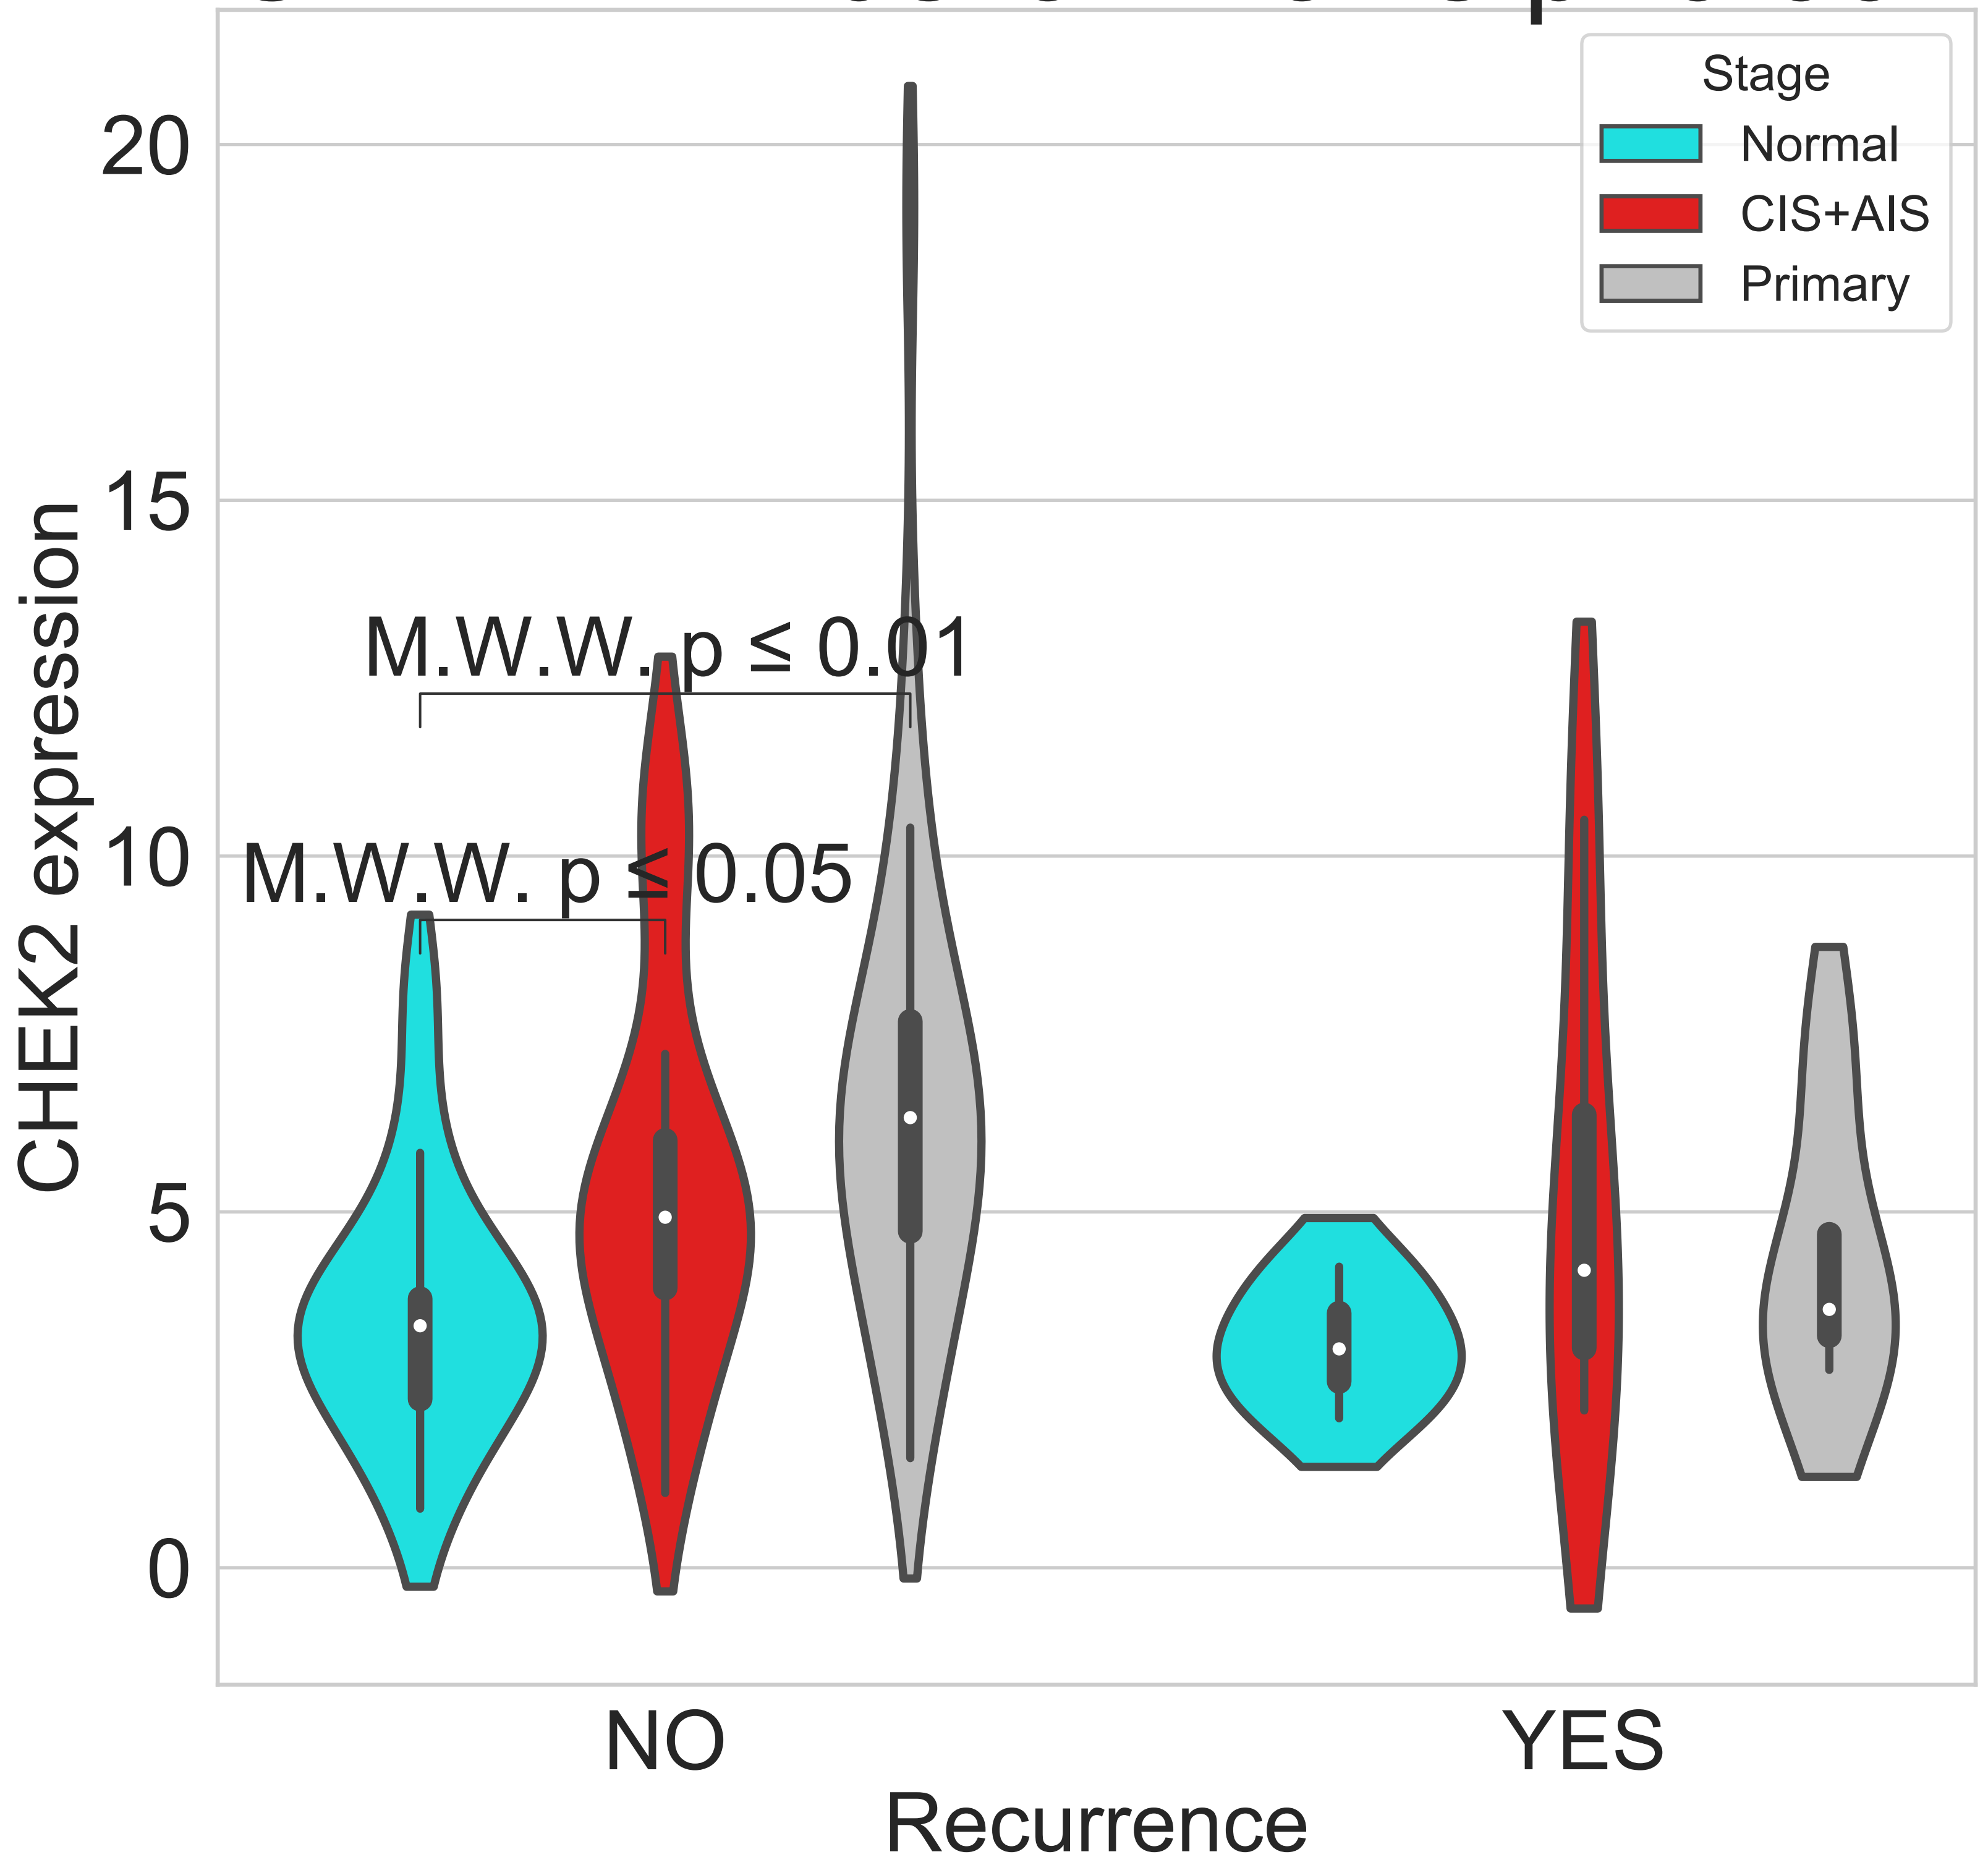 Stage
Normal
CIS+AIS
Primary
20
15
10
5
0
CHEK2 expression
M.W.W. p ≤ 0.01
M.W.W. p ≤ 0.05
NO
YES
Recurrence